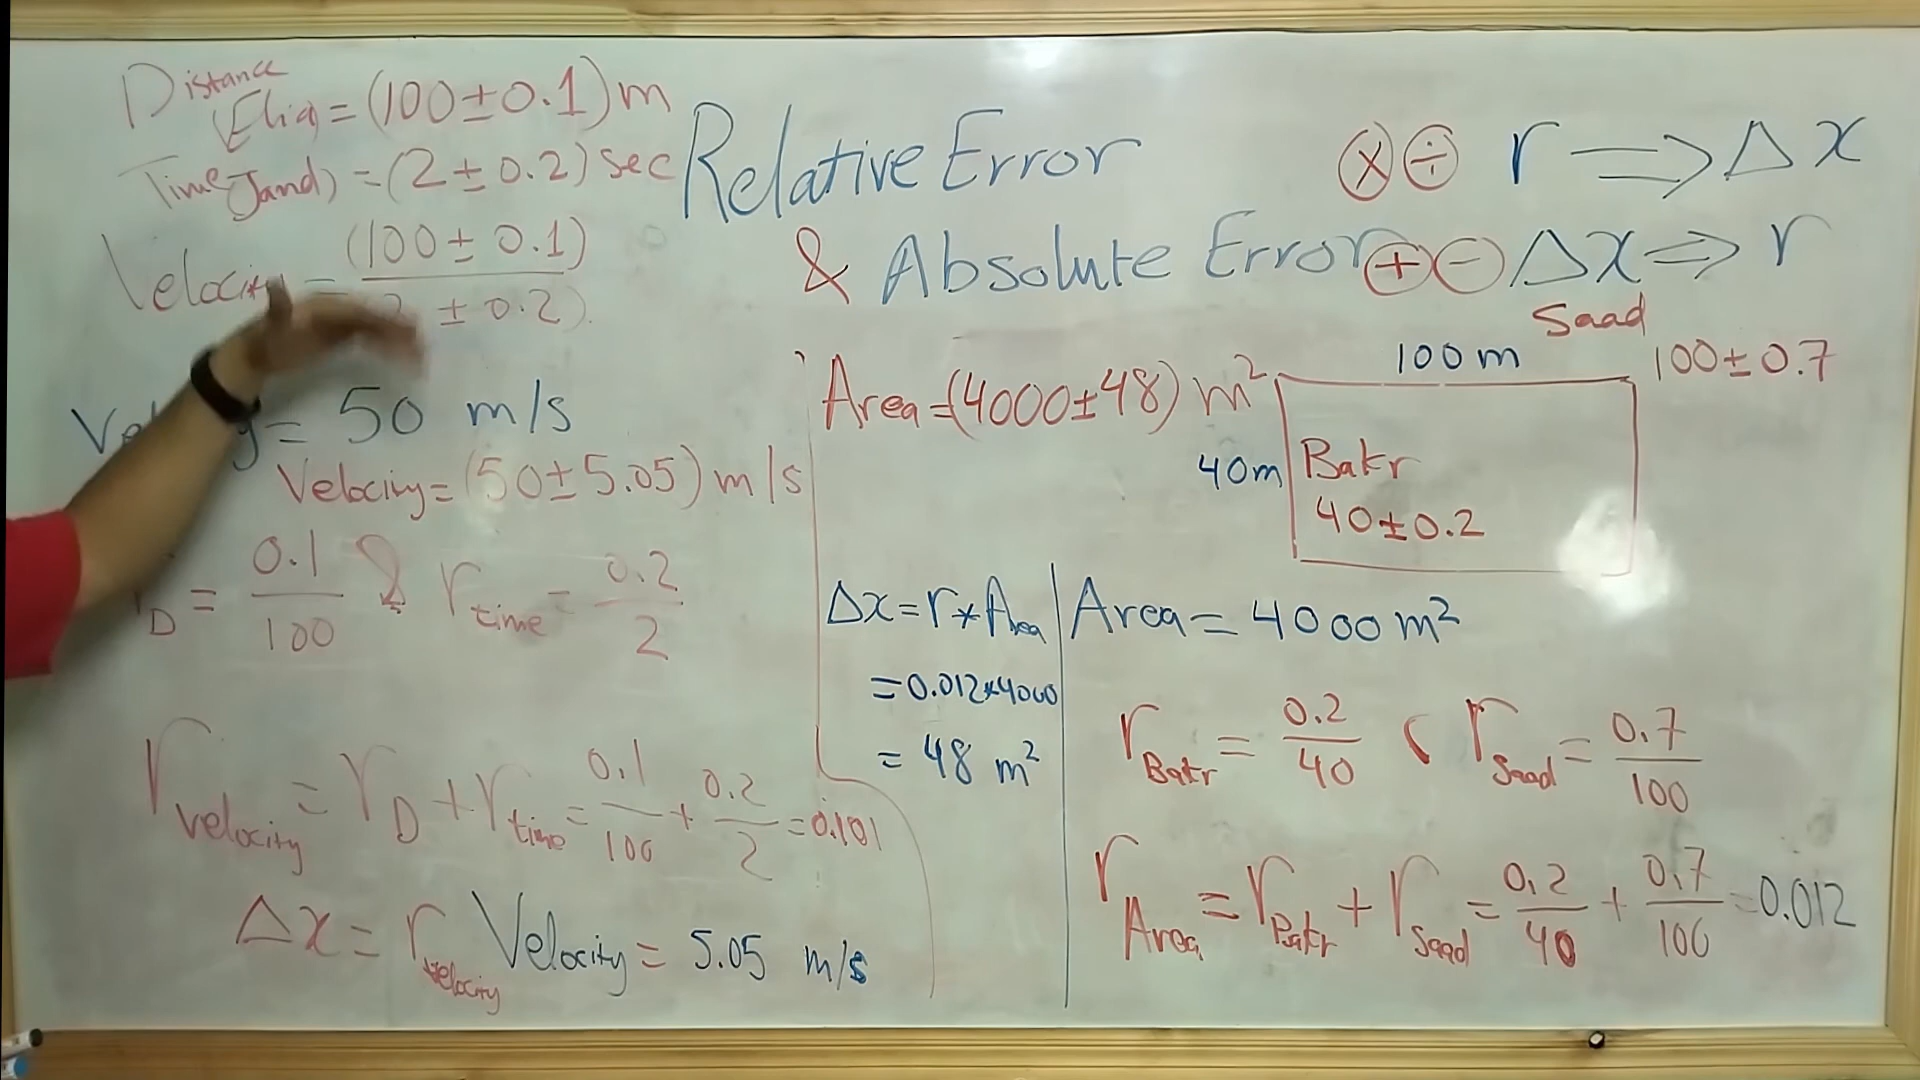 Distance
Elia = (100 ± 0.1) m
Time (Jand) = (2 ± 0.2) sec
Velocity = (100 ± 0.1) / (2 ± 0.2)
Velocity = 50 m/s
Velocity = (50 ± 5.05) m/s
r_D = 0.1/100 & r_time = 0.2/2
r_velocity = r_D + r_time = 0.1/100 + 0.2/2 = 0.101
Δx = r_velocity Velocity = 5.05 m/s
Relative Error
& Absolute Error
× ÷ r ⇒ Δx
+ − Δx ⇒ r
Saad
100 m
100 ± 0.7
Area = (4000 ± 48) m²
40m
Bakr
40 ± 0.2
Δx = r * Area
= 0.012 * 4000
= 48 m²
Area = 4000 m²
r_Bakr = 0.2/40 , r_Saad = 0.7/100
r_Area = r_Bakr + r_Saad = 0.2/40 + 0.7/100 = 0.012